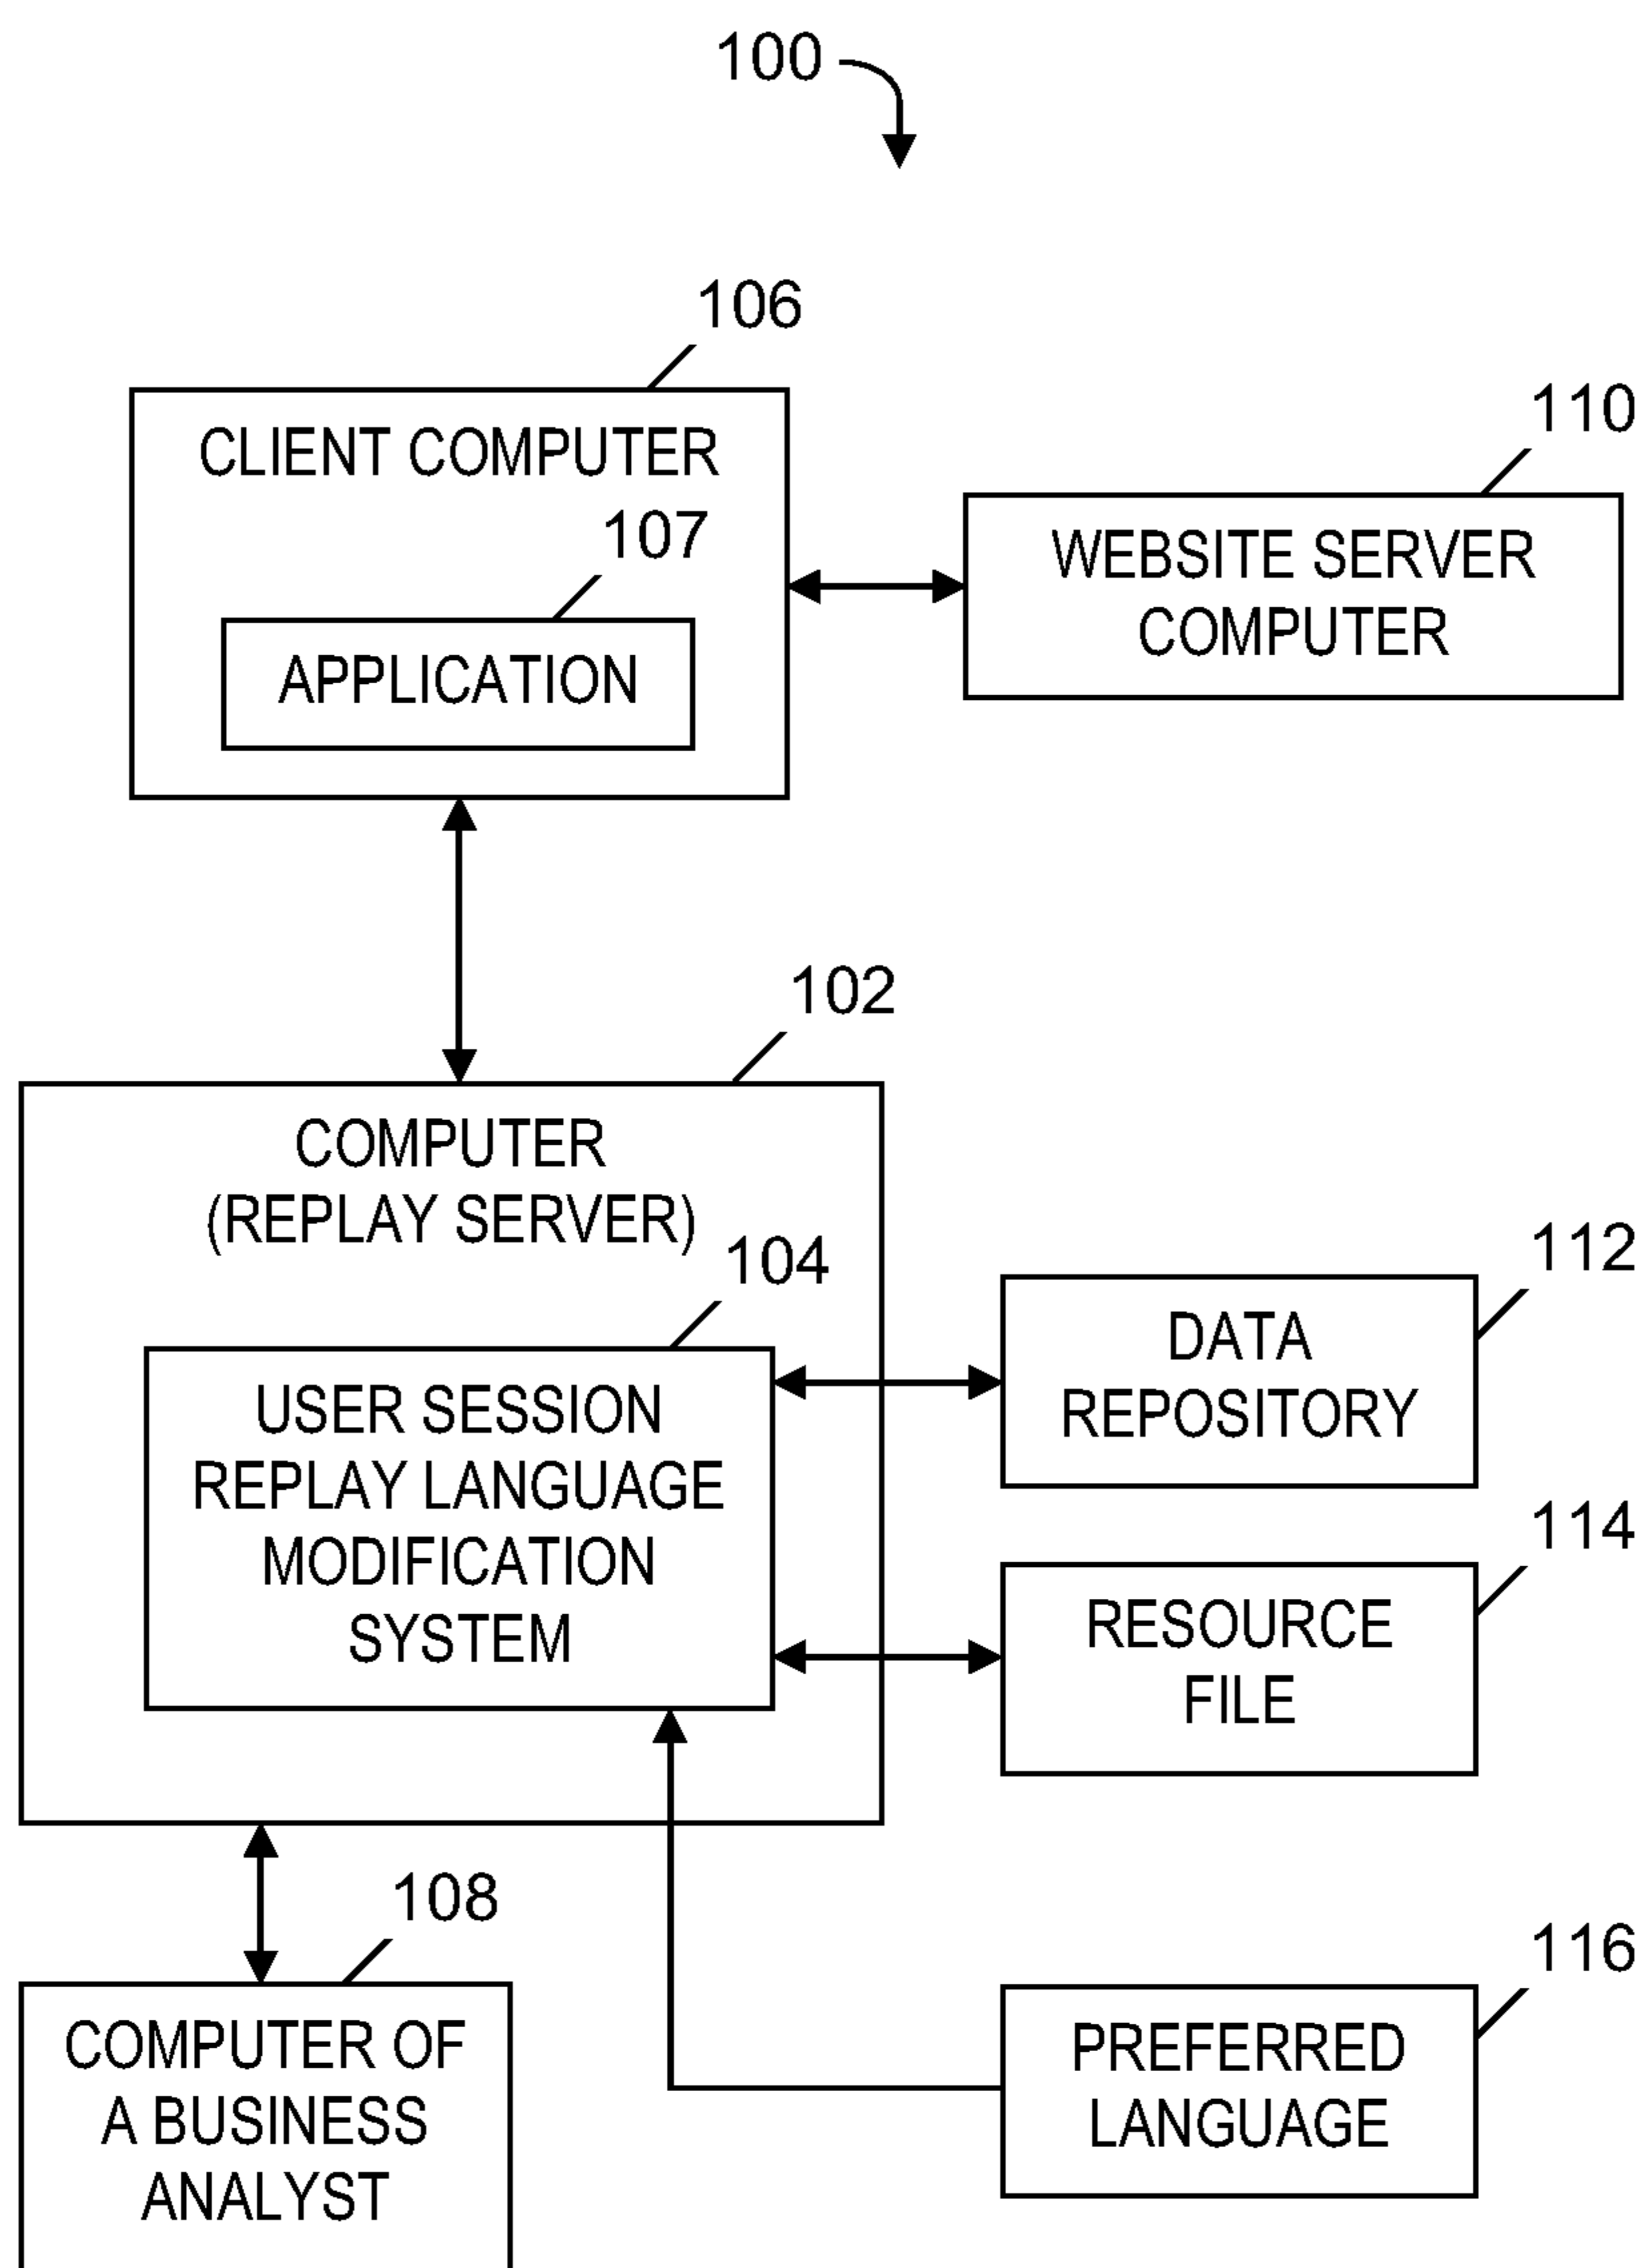 100
106
CLIENT COMPUTER
110
107
WEBSITE SERVER
COMPUTER
APPLICATION
102
COMPUTER
(REPLAY SERVER)
104
112
DATA
REPOSITORY
USER SESSION
REPLAY LANGUAGE
MODIFICATION
SYSTEM
114
RESOURCE
FILE
108
COMPUTER OF
A BUSINESS
ANALYST
116
PREFERRED
LANGUAGE